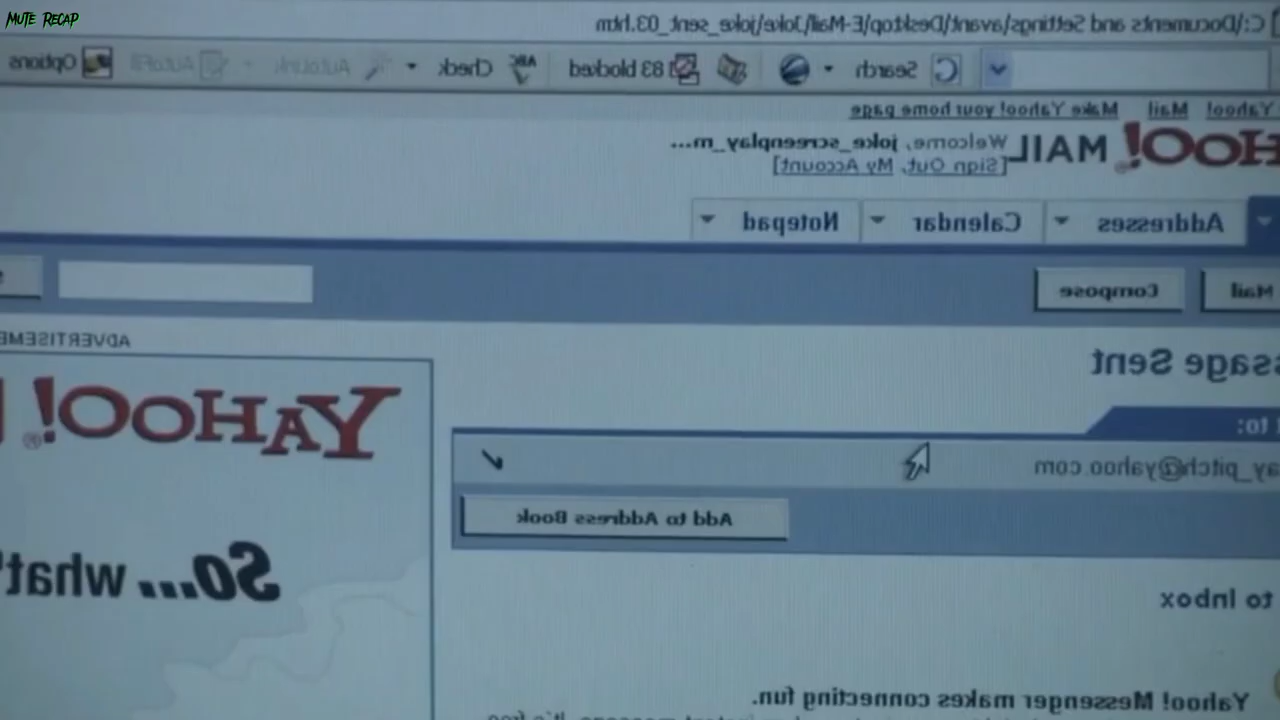 MUTE RECAP
C:/Documents and Settings/avant/Desktop/E-Mail/Joke/joke_sent_03.htm
Search 83 blocked Check AutoLink AutoFill Options
Yahoo! Mail Make Yahoo! your home page
HOO! MAIL Welcome, joke_screenplay_m...
[Sign Out, My Account]
Addresses Calendar Notepad
Mail Compose
ssage Sent
ADVERTISEME
YAHOO!
to:
ay_pitch@yahoo.com
Add to Address Book
So... what'
to Inbox
Yahoo! Messenger makes connecting fun.